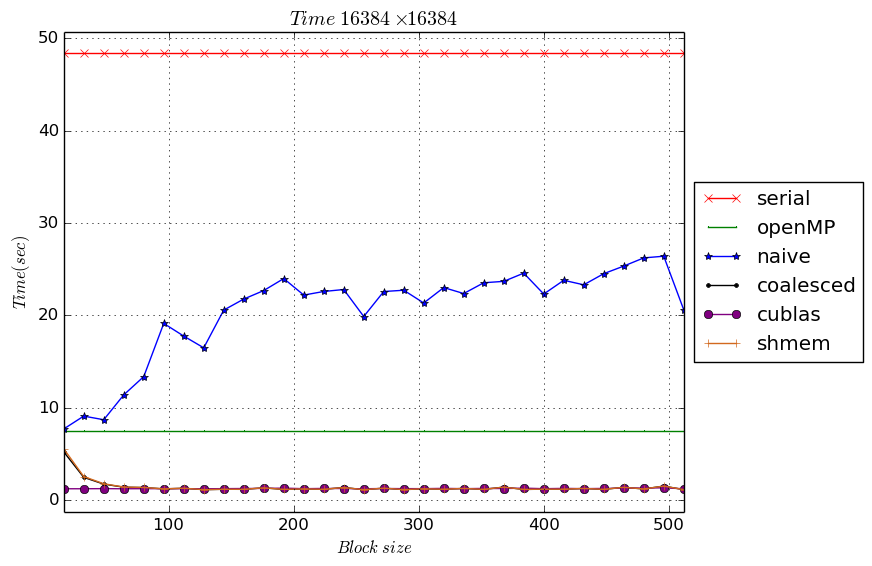 Time 16384 ×16384
50
40
30
20
10
0
Time(sec)
100 200 300 400 500
Block size
serial
openMP
naive
coalesced
cublas
shmem